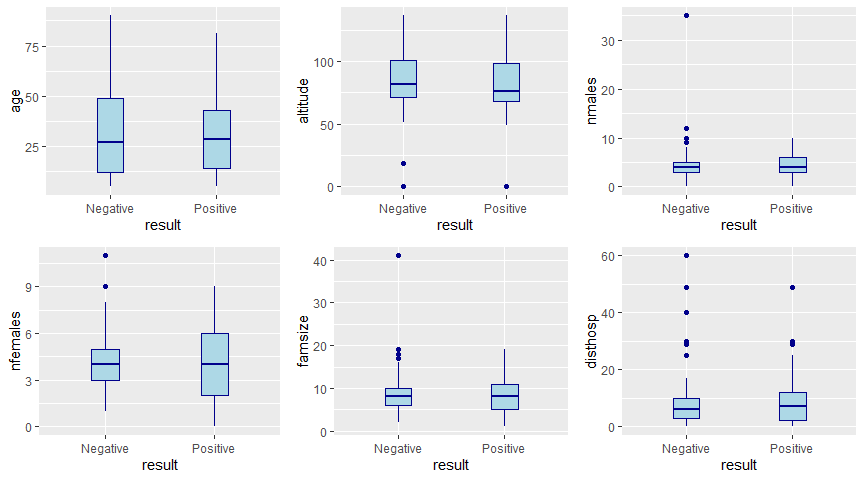 age
75
50
25
Negative Positive
result
altitude
100
50
0
Negative Positive
result
nmales
30
20
10
0
Negative Positive
result
nfemales
9
6
3
0
Negative Positive
result
famsize
40
30
20
10
0
Negative Positive
result
disthosp
60
40
20
0
Negative Positive
result